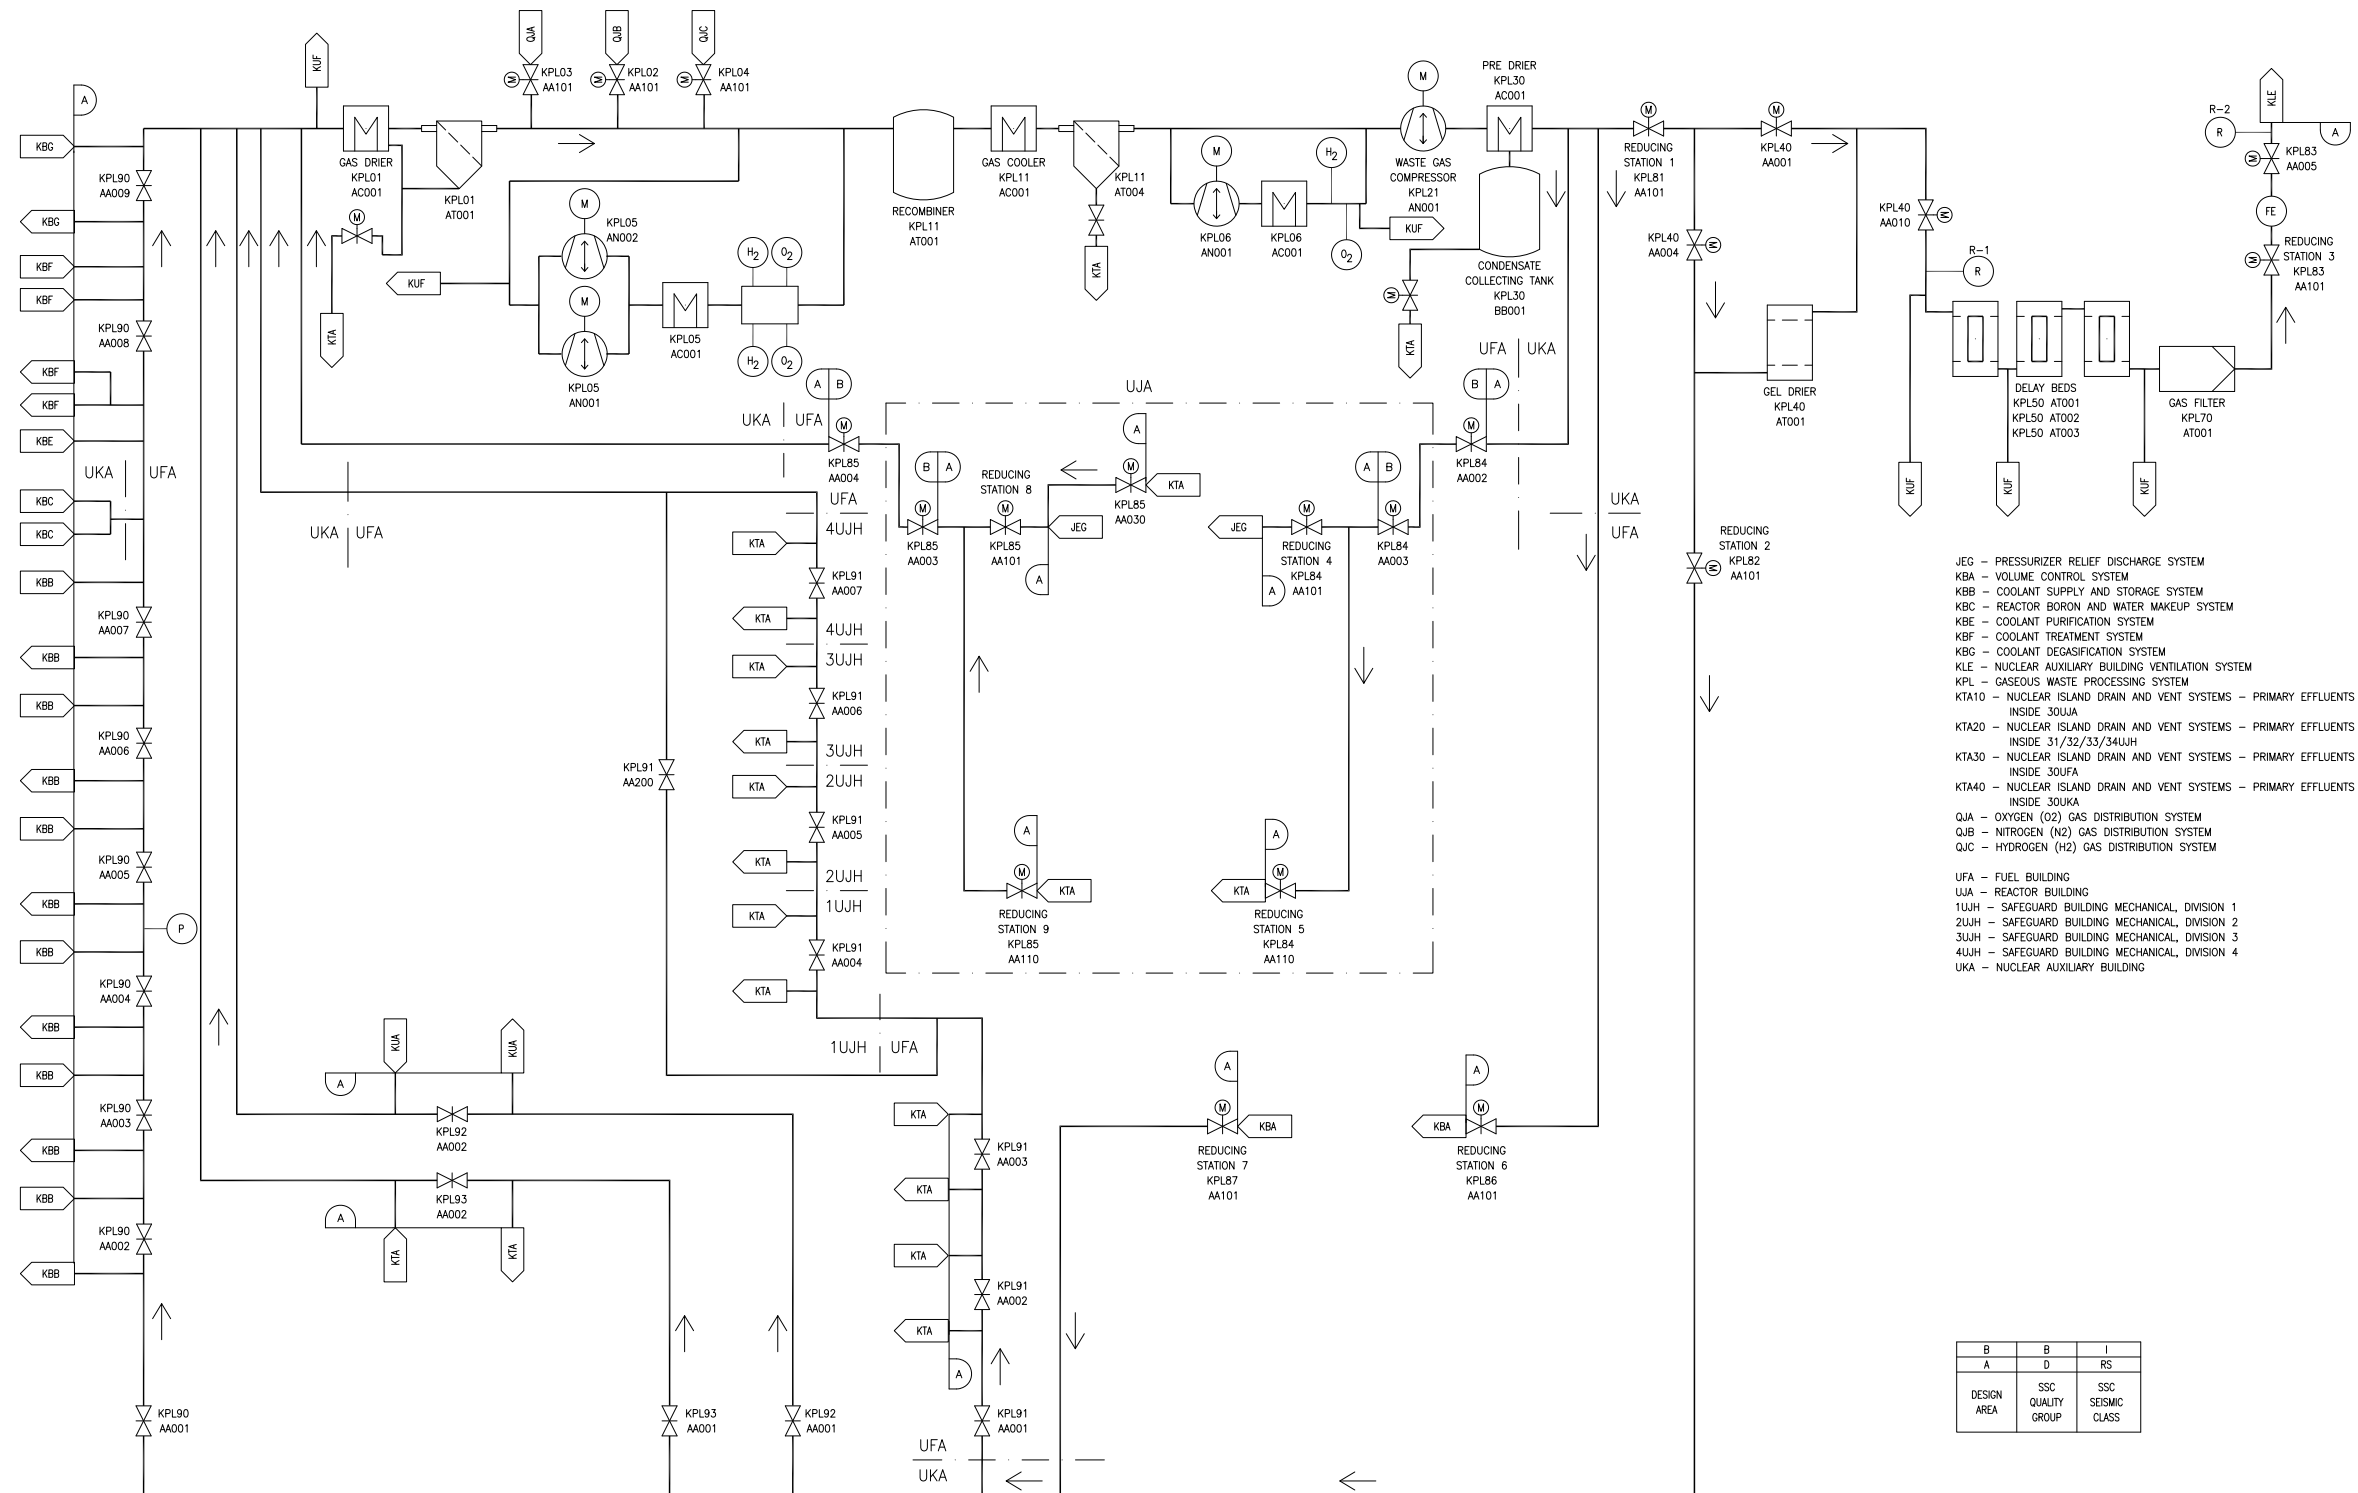 QJA
QJB
QJC
KUF
KLE
A
M
KPL03
AA101
M
KPL02
AA101
M
KPL04
AA101
M
PRE DRIER
KPL30
AC001
R-2
R
A
M
KPL83
AA005
KBG
KPL90
AA009
GAS DRIER
KPL01
AC001
KPL01
AT001
RECOMBINER
KPL11
AT001
GAS COOLER
KPL11
AC001
KPL11
AT004
M
H2
KPL06
AN001
KPL06
AC001
O2
KUF
KTA
WASTE GAS
COMPRESSOR
KPL21
AN001
M
REDUCING
STATION 1
KPL81
AA101
M
KPL40
AA001
KPL40
AA010
M
KPL40
AA004
M
FE
REDUCING
STATION 3
KPL83
AA101
M
R-1
R
KBG
M
KTA
M
KPL05
AN002
KUF
M
KPL05
AN001
KPL05
AC001
H2
O2
H2
O2
CONDENSATE
COLLECTING TANK
KPL30
BB001
M
KTA
KBF
KBF
KPL90
AA008
KBF
KBF
KBE
UKA
UFA
UKA
UFA
A
B
M
KPL85
AA004
UJA
UFA
UKA
B
A
M
KPL84
AA002
GEL DRIER
KPL40
AT001
DELAY BEDS
KPL50 AT001
KPL50 AT002
KPL50 AT003
GAS FILTER
KPL70
AT001
KUF
KUF
KUF
KBC
KBC
UKA
UFA
UFA
4UJH
B
A
M
KPL85
AA003
REDUCING
STATION 8
M
KPL85
AA101
A
M
KPL85
AA030
KTA
JEG
A
JEG
M
REDUCING
STATION 4
KPL84
AA101
A
A
B
M
KPL84
AA003
UKA
UFA
REDUCING
STATION 2
KPL82
AA101
M
KBB
KPL90
AA007
KBB
KBB
KPL90
AA006
KBB
KBB
KPL90
AA005
KBB
P
KBB
KPL90
AA004
KBB
KBB
KPL90
AA003
KBB
KBB
KPL90
AA002
KBB
KPL90
AA001
KTA
KPL91
AA007
KTA
4UJH
3UJH
KTA
KPL91
AA006
KTA
3UJH
2UJH
KTA
KPL91
AA005
KTA
2UJH
1UJH
KTA
KPL91
AA004
KTA
KPL91
AA200
1UJH
UFA
A
M
KTA
REDUCING
STATION 9
KPL85
AA110
A
KTA
M
REDUCING
STATION 5
KPL84
AA110
KUA
KUA
A
KPL92
AA002
KPL93
AA002
A
KTA
KTA
KPL93
AA001
KPL92
AA001
KTA
KPL91
AA003
KTA
KTA
KPL91
AA002
KTA
A
KPL91
AA001
UFA
UKA
A
M
KBA
REDUCING
STATION 7
KPL87
AA101
A
KBA
M
REDUCING
STATION 6
KPL86
AA101
JEG – PRESSURIZER RELIEF DISCHARGE SYSTEM
KBA – VOLUME CONTROL SYSTEM
KBB – COOLANT SUPPLY AND STORAGE SYSTEM
KBC – REACTOR BORON AND WATER MAKEUP SYSTEM
KBE – COOLANT PURIFICATION SYSTEM
KBF – COOLANT TREATMENT SYSTEM
KBG – COOLANT DEGASIFICATION SYSTEM
KLE – NUCLEAR AUXILIARY BUILDING VENTILATION SYSTEM
KPL – GASEOUS WASTE PROCESSING SYSTEM
KTA10 – NUCLEAR ISLAND DRAIN AND VENT SYSTEMS – PRIMARY EFFLUENTS
INSIDE 30UJA
KTA20 – NUCLEAR ISLAND DRAIN AND VENT SYSTEMS – PRIMARY EFFLUENTS
INSIDE 31/32/33/34UJH
KTA30 – NUCLEAR ISLAND DRAIN AND VENT SYSTEMS – PRIMARY EFFLUENTS
INSIDE 30UFA
KTA40 – NUCLEAR ISLAND DRAIN AND VENT SYSTEMS – PRIMARY EFFLUENTS
INSIDE 30UKA
QJA – OXYGEN (O2) GAS DISTRIBUTION SYSTEM
QJB – NITROGEN (N2) GAS DISTRIBUTION SYSTEM
QJC – HYDROGEN (H2) GAS DISTRIBUTION SYSTEM
UFA – FUEL BUILDING
UJA – REACTOR BUILDING
1UJH – SAFEGUARD BUILDING MECHANICAL, DIVISION 1
2UJH – SAFEGUARD BUILDING MECHANICAL, DIVISION 2
3UJH – SAFEGUARD BUILDING MECHANICAL, DIVISION 3
4UJH – SAFEGUARD BUILDING MECHANICAL, DIVISION 4
UKA – NUCLEAR AUXILIARY BUILDING
B B I
A D RS
DESIGN
AREA
SSC
QUALITY
GROUP
SSC
SEISMIC
CLASS